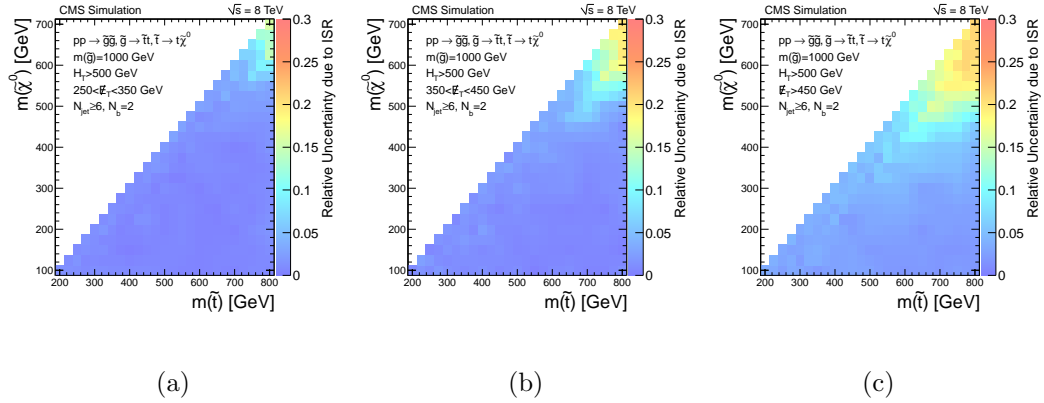 CMS Simulation √s = 8 TeV
pp → g̃g̃, g̃ → t̃t, t̃ → tχ̃⁰
m(g̃)=1000 GeV
H_T>500 GeV
250<E̸_T<350 GeV
N_jet≥6, N_b=2
m(χ̃⁰) [GeV]
700
600
500
400
300
200
100
200 300 400 500 600 700 800
m(t̃) [GeV]
0.3
0.25
0.2
0.15
0.1
0.05
0
Relative Uncertainty due to ISR
(a)
CMS Simulation √s = 8 TeV
pp → g̃g̃, g̃ → t̃t, t̃ → tχ̃⁰
m(g̃)=1000 GeV
H_T>500 GeV
350<E̸_T<450 GeV
N_jet≥6, N_b=2
m(χ̃⁰) [GeV]
700
600
500
400
300
200
100
200 300 400 500 600 700 800
m(t̃) [GeV]
0.3
0.25
0.2
0.15
0.1
0.05
0
Relative Uncertainty due to ISR
(b)
CMS Simulation √s = 8 TeV
pp → g̃g̃, g̃ → t̃t, t̃ → tχ̃⁰
m(g̃)=1000 GeV
H_T>500 GeV
E̸_T>450 GeV
N_jet≥6, N_b=2
m(χ̃⁰) [GeV]
700
600
500
400
300
200
100
200 300 400 500 600 700 800
m(t̃) [GeV]
0.3
0.25
0.2
0.15
0.1
0.05
0
Relative Uncertainty due to ISR
(c)